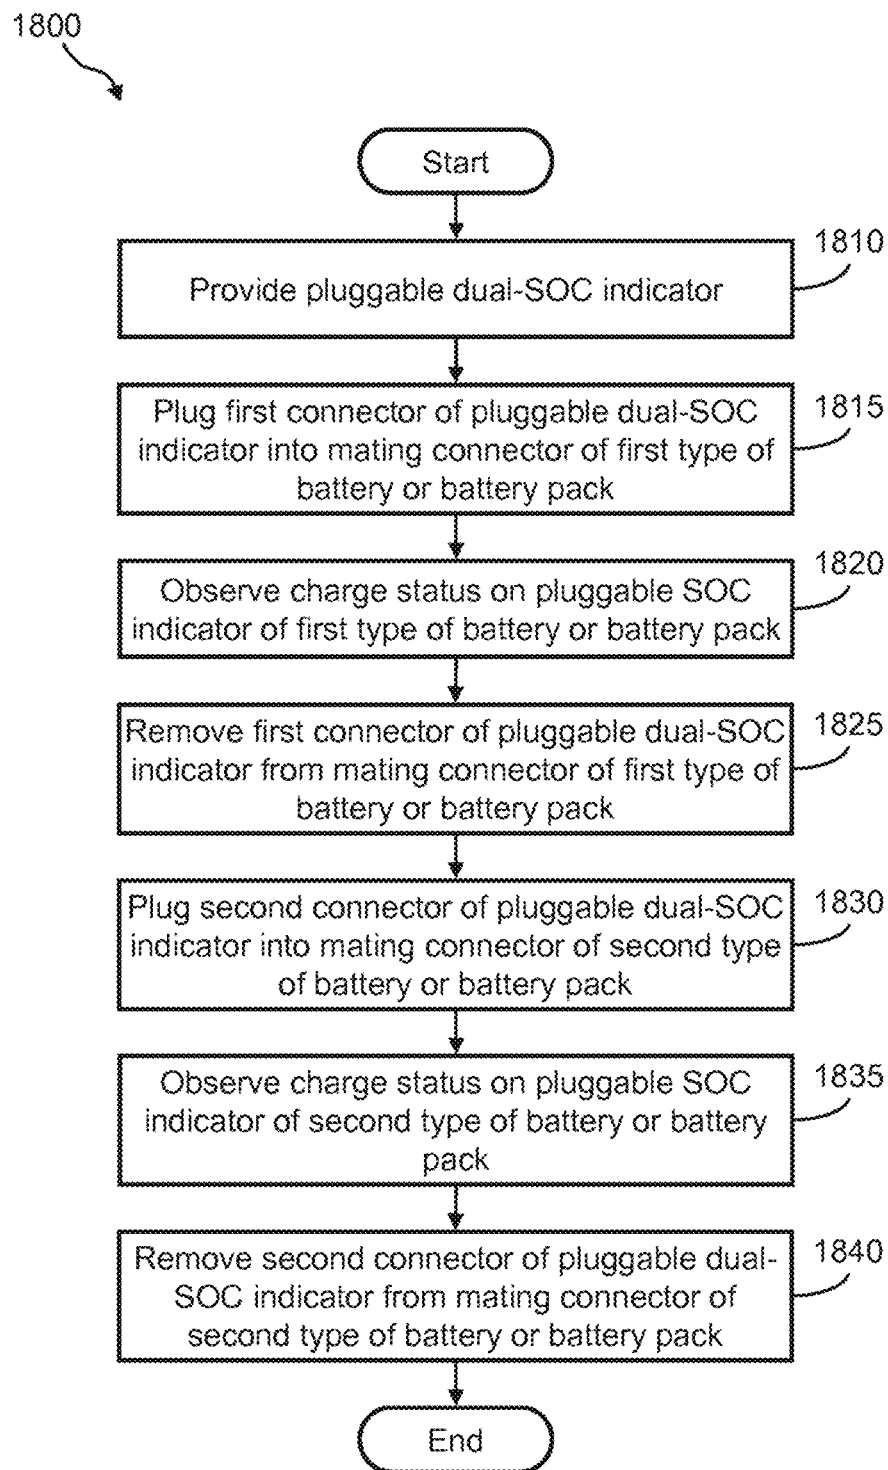 1800
Start
1810
Provide pluggable dual-SOC indicator
1815
Plug first connector of pluggable dual-SOC
indicator into mating connector of first type of
battery or battery pack
1820
Observe charge status on pluggable SOC
indicator of first type of battery or battery pack
1825
Remove first connector of pluggable dual-SOC
indicator from mating connector of first type of
battery or battery pack
1830
Plug second connector of pluggable dual-SOC
indicator into mating connector of second type
of battery or battery pack
1835
Observe charge status on pluggable SOC
indicator of second type of battery or battery
pack
1840
Remove second connector of pluggable dual-
SOC indicator from mating connector of
second type of battery or battery pack
End